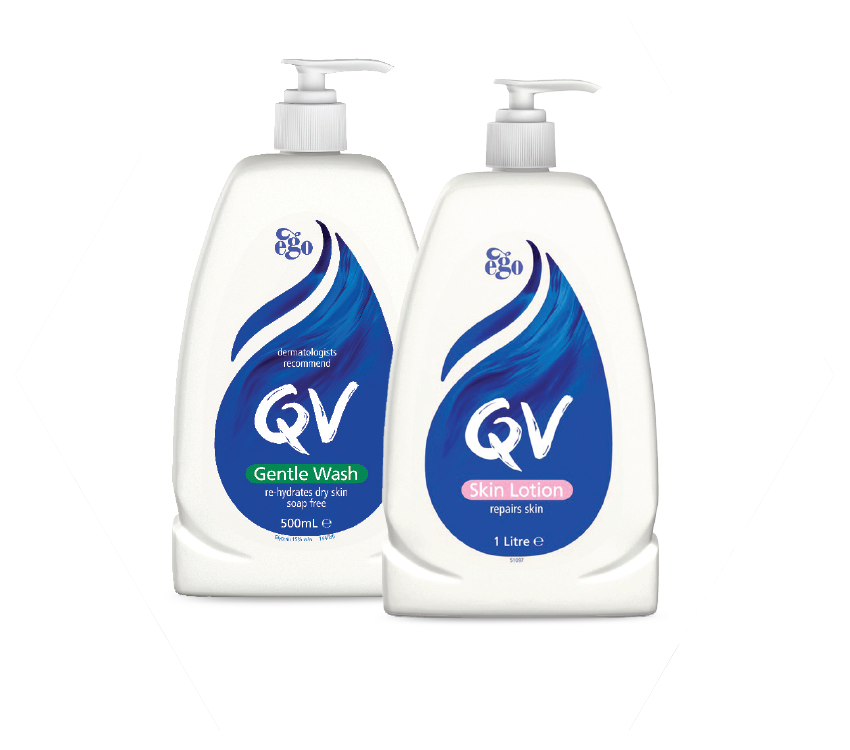 ego
dermatologists
recommend
QV
Gentle Wash
re-hydrates dry skin
soap free
500mL ℮
ego
QV
Skin Lotion
repairs skin
1 Litre ℮